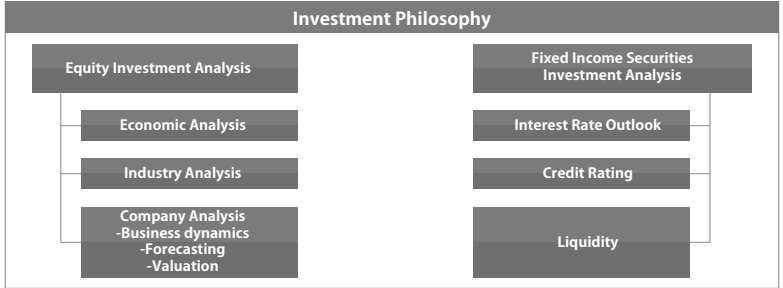 Investment Philosophy
Equity Investment Analysis
Economic Analysis
Industry Analysis
Company Analysis
-Business dynamics
-Forecasting
-Valuation
Fixed Income Securities
Investment Analysis
Interest Rate Outlook
Credit Rating
Liquidity